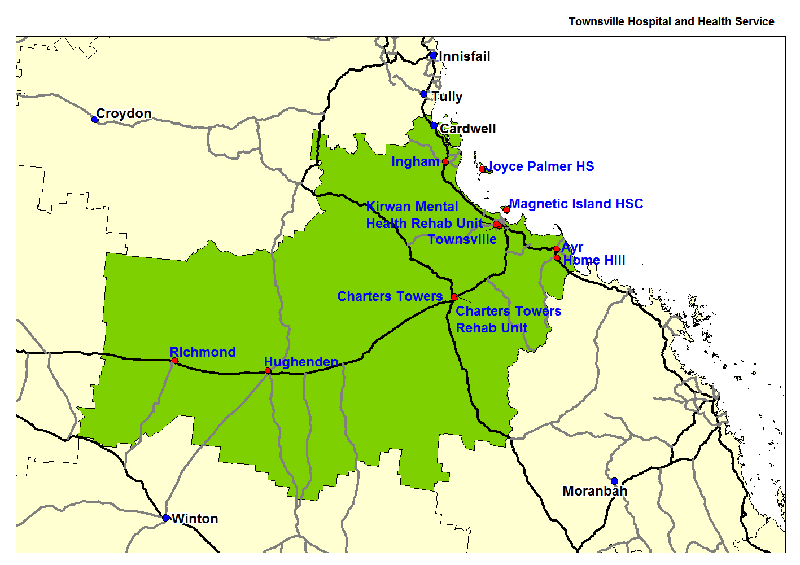 Townsville Hospital and Health Service
Innisfail
Tully
Croydon
Cardwell
Ingham
Joyce Palmer HS
Magnetic Island HSC
Kirwan Mental
Health Rehab Unit
Townsville
Ayr
Home Hill
Charters Towers
Charters Towers
Rehab Unit
Richmond
Hughenden
Moranbah
Winton